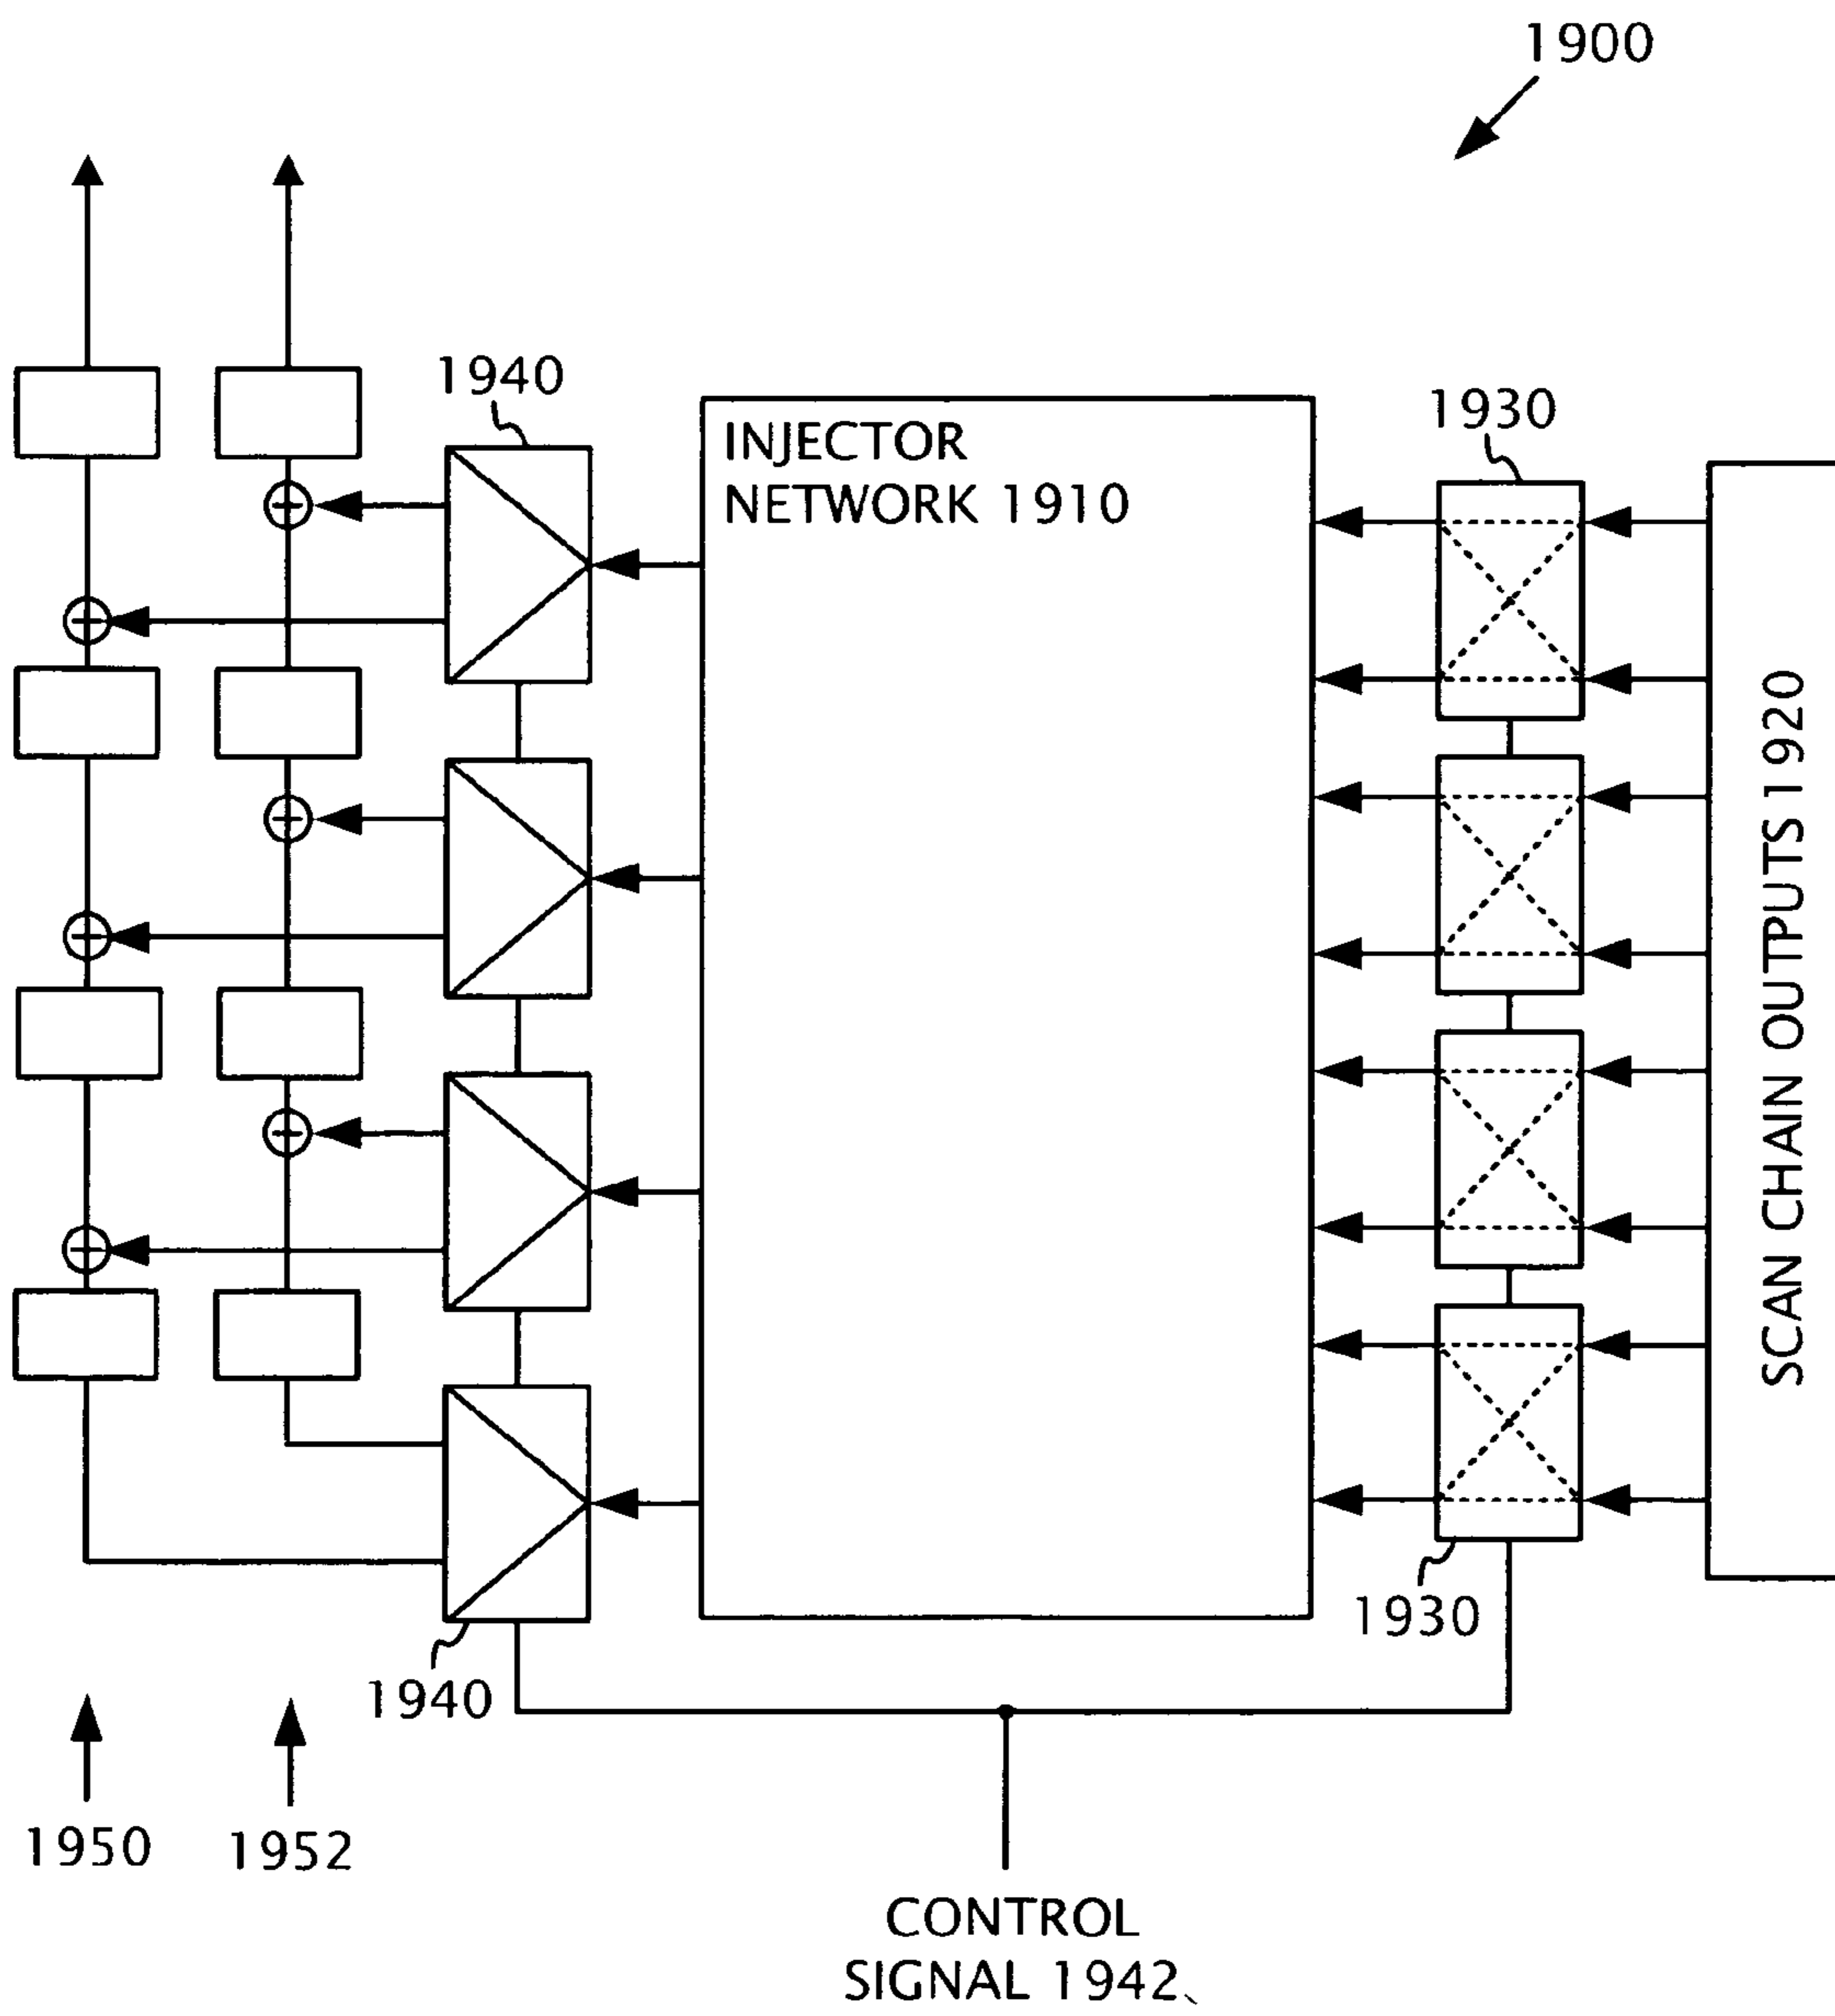 1900
1940
1930
INJECTOR
NETWORK 1910
SCAN CHAIN OUTPUTS 1920
1930
1940
1950
1952
CONTROL
SIGNAL 1942